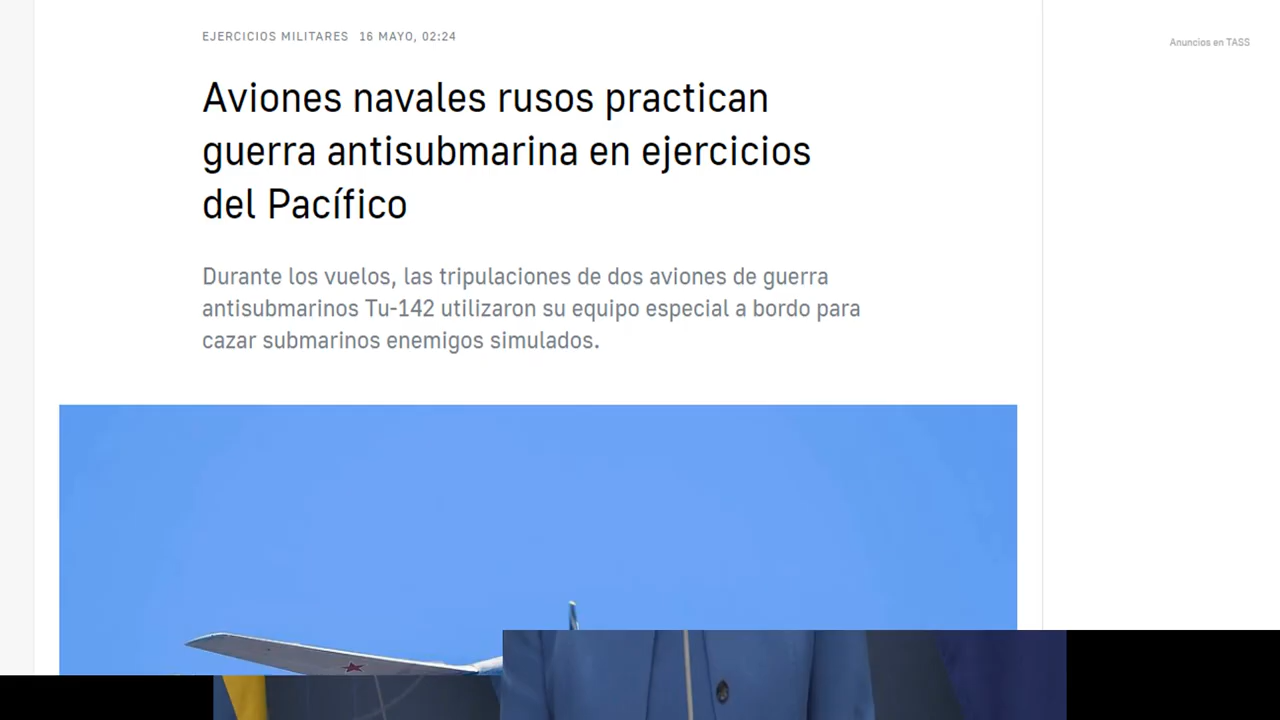 EJERCICIOS MILITARES 16 MAYO, 02:24
Anuncios en TASS
Aviones navales rusos practican
guerra antisubmarina en ejercicios
del Pacífico
Durante los vuelos, las tripulaciones de dos aviones de guerra
antisubmarinos Tu-142 utilizaron su equipo especial a bordo para
cazar submarinos enemigos simulados.